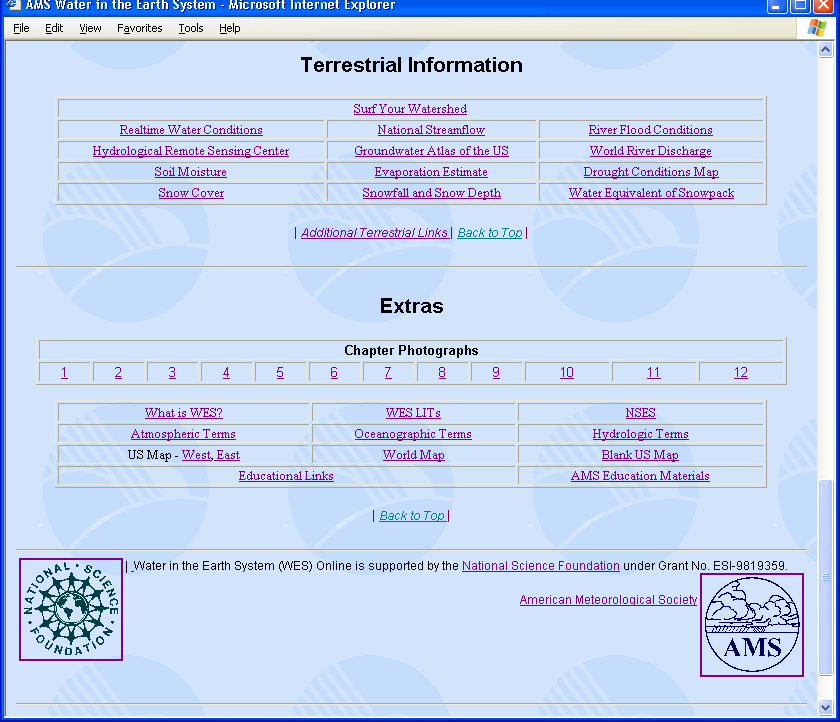 AMS Water in the Earth System - Microsoft Internet Explorer
File Edit View Favorites Tools Help
Terrestrial Information
Surf Your Watershed
Realtime Water Conditions National Streamflow River Flood Conditions
Hydrological Remote Sensing Center Groundwater Atlas of the US World River Discharge
Soil Moisture Evaporation Estimate Drought Conditions Map
Snow Cover Snowfall and Snow Depth Water Equivalent of Snowpack
| Additional Terrestrial Links | Back to Top |
Extras
Chapter Photographs
1 2 3 4 5 6 7 8 9 10 11 12
What is WES? WES LITs NSES
Atmospheric Terms Oceanographic Terms Hydrologic Terms
US Map - West, East World Map Blank US Map
Educational Links AMS Education Materials
| Back to Top |
NATIONAL SCIENCE FOUNDATION
| Water in the Earth System (WES) Online is supported by the National Science Foundation under Grant No. ESI-9819359.
American Meteorological Society
AMS